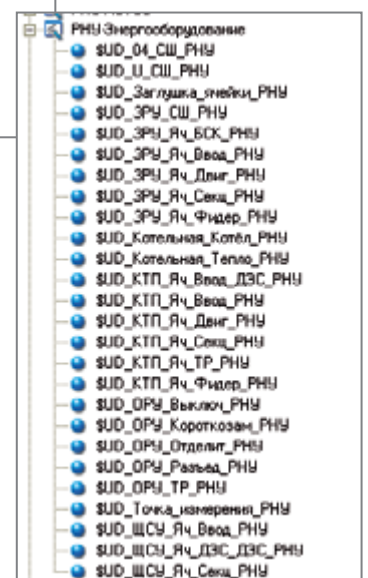 РНУ Энергооборудование
$UD_04_СШ_РНУ
$UD_U_СШ_РНУ
$UD_Заглушка_ячейки_РНУ
$UD_ЗРУ_СШ_РНУ
$UD_ЗРУ_Яч_БСК_РНУ
$UD_ЗРУ_Яч_Ввод_РНУ
$UD_ЗРУ_Яч_Двиг_РНУ
$UD_ЗРУ_Яч_Секц_РНУ
$UD_ЗРУ_Яч_Фидер_РНУ
$UD_Котельная_Котёл_РНУ
$UD_Котельная_Тепло_РНУ
$UD_КТП_Яч_Ввод_ДЭС_РНУ
$UD_КТП_Яч_Ввод_РНУ
$UD_КТП_Яч_Двиг_РНУ
$UD_КТП_Яч_Секц_РНУ
$UD_КТП_Яч_ТР_РНУ
$UD_КТП_Яч_Фидер_РНУ
$UD_ОРУ_Выключ_РНУ
$UD_ОРУ_Короткозам_РНУ
$UD_ОРУ_Отделит_РНУ
$UD_ОРУ_Разъед_РНУ
$UD_ОРУ_ТР_РНУ
$UD_Точка_измерения_РНУ
$UD_ЩСУ_Яч_Ввод_РНУ
$UD_ЩСУ_Яч_ДЭС_ДЭС_РНУ
$UD_ЩСУ_Яч_Секц_РНУ